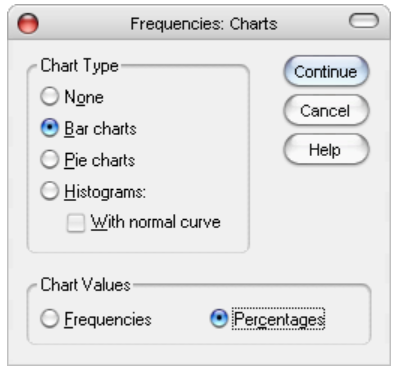 Frequencies: Charts
Chart Type
None
Bar charts
Pie charts
Histograms:
With normal curve
Continue
Cancel
Help
Chart Values
Frequencies
Percentages